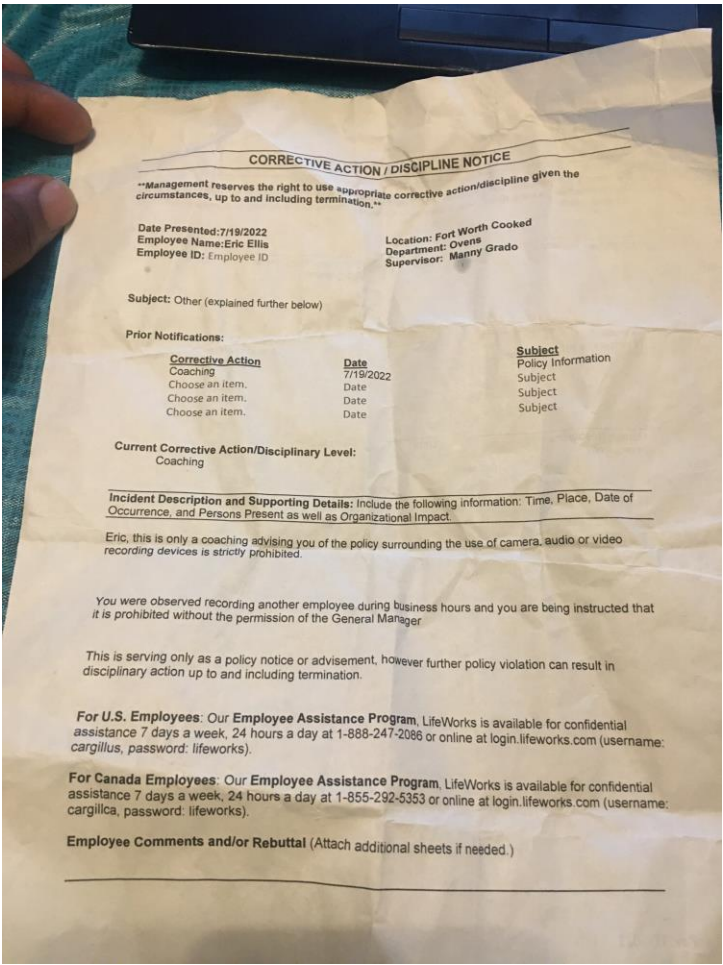 CORRECTIVE ACTION / DISCIPLINE NOTICE
**Management reserves the right to use appropriate corrective action/discipline given the
circumstances, up to and including termination.**
Date Presented:7/19/2022
Employee Name:Eric Ellis
Employee ID: Employee ID
Location: Fort Worth Cooked
Department: Ovens
Supervisor: Manny Grado
Subject: Other (explained further below)
Prior Notifications:
Corrective Action Date Subject
Coaching 7/19/2022 Policy Information
Choose an item. Date Subject
Choose an item. Date Subject
Choose an item. Date Subject
Current Corrective Action/Disciplinary Level:
Coaching
Incident Description and Supporting Details: Include the following information: Time, Place, Date of
Occurrence, and Persons Present as well as Organizational Impact.
Eric, this is only a coaching advising you of the policy surrounding the use of camera, audio or video
recording devices is strictly prohibited.
You were observed recording another employee during business hours and you are being instructed that
it is prohibited without the permission of the General Manager
This is serving only as a policy notice or advisement, however further policy violation can result in
disciplinary action up to and including termination.
For U.S. Employees: Our Employee Assistance Program, LifeWorks is available for confidential
assistance 7 days a week, 24 hours a day at 1-888-247-2086 or online at login.lifeworks.com (username:
cargillus, password: lifeworks).
For Canada Employees: Our Employee Assistance Program, LifeWorks is available for confidential
assistance 7 days a week, 24 hours a day at 1-855-292-5353 or online at login.lifeworks.com (username:
cargillca, password: lifeworks).
Employee Comments and/or Rebuttal (Attach additional sheets if needed.)